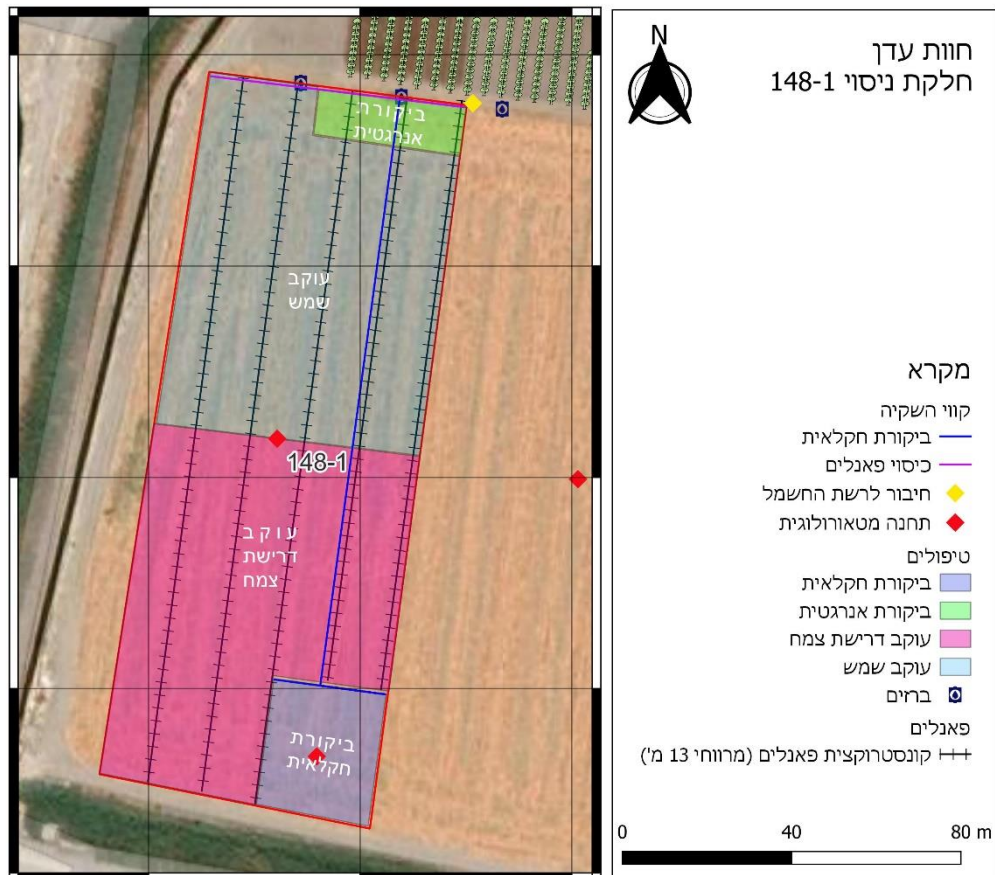 ביקורת
אנרגטית
עוקב
שמש
148-1
עוקב
דרישת
צמח
ביקורת
חקלאית
N
חוות עדן
חלקת ניסוי 148-1
מקרא
קווי השקיה
ביקורת חקלאית
כיסוי פאנלים
חיבור לרשת החשמל
תחנה מטאורולוגית
טיפולים
ביקורת חקלאית
ביקורת אנרגטית
עוקב דרישת צמח
עוקב שמש
ברזים
פאנלים
קונסטרוקצית פאנלים (מרווחי 13 מ')
0 40 80 m